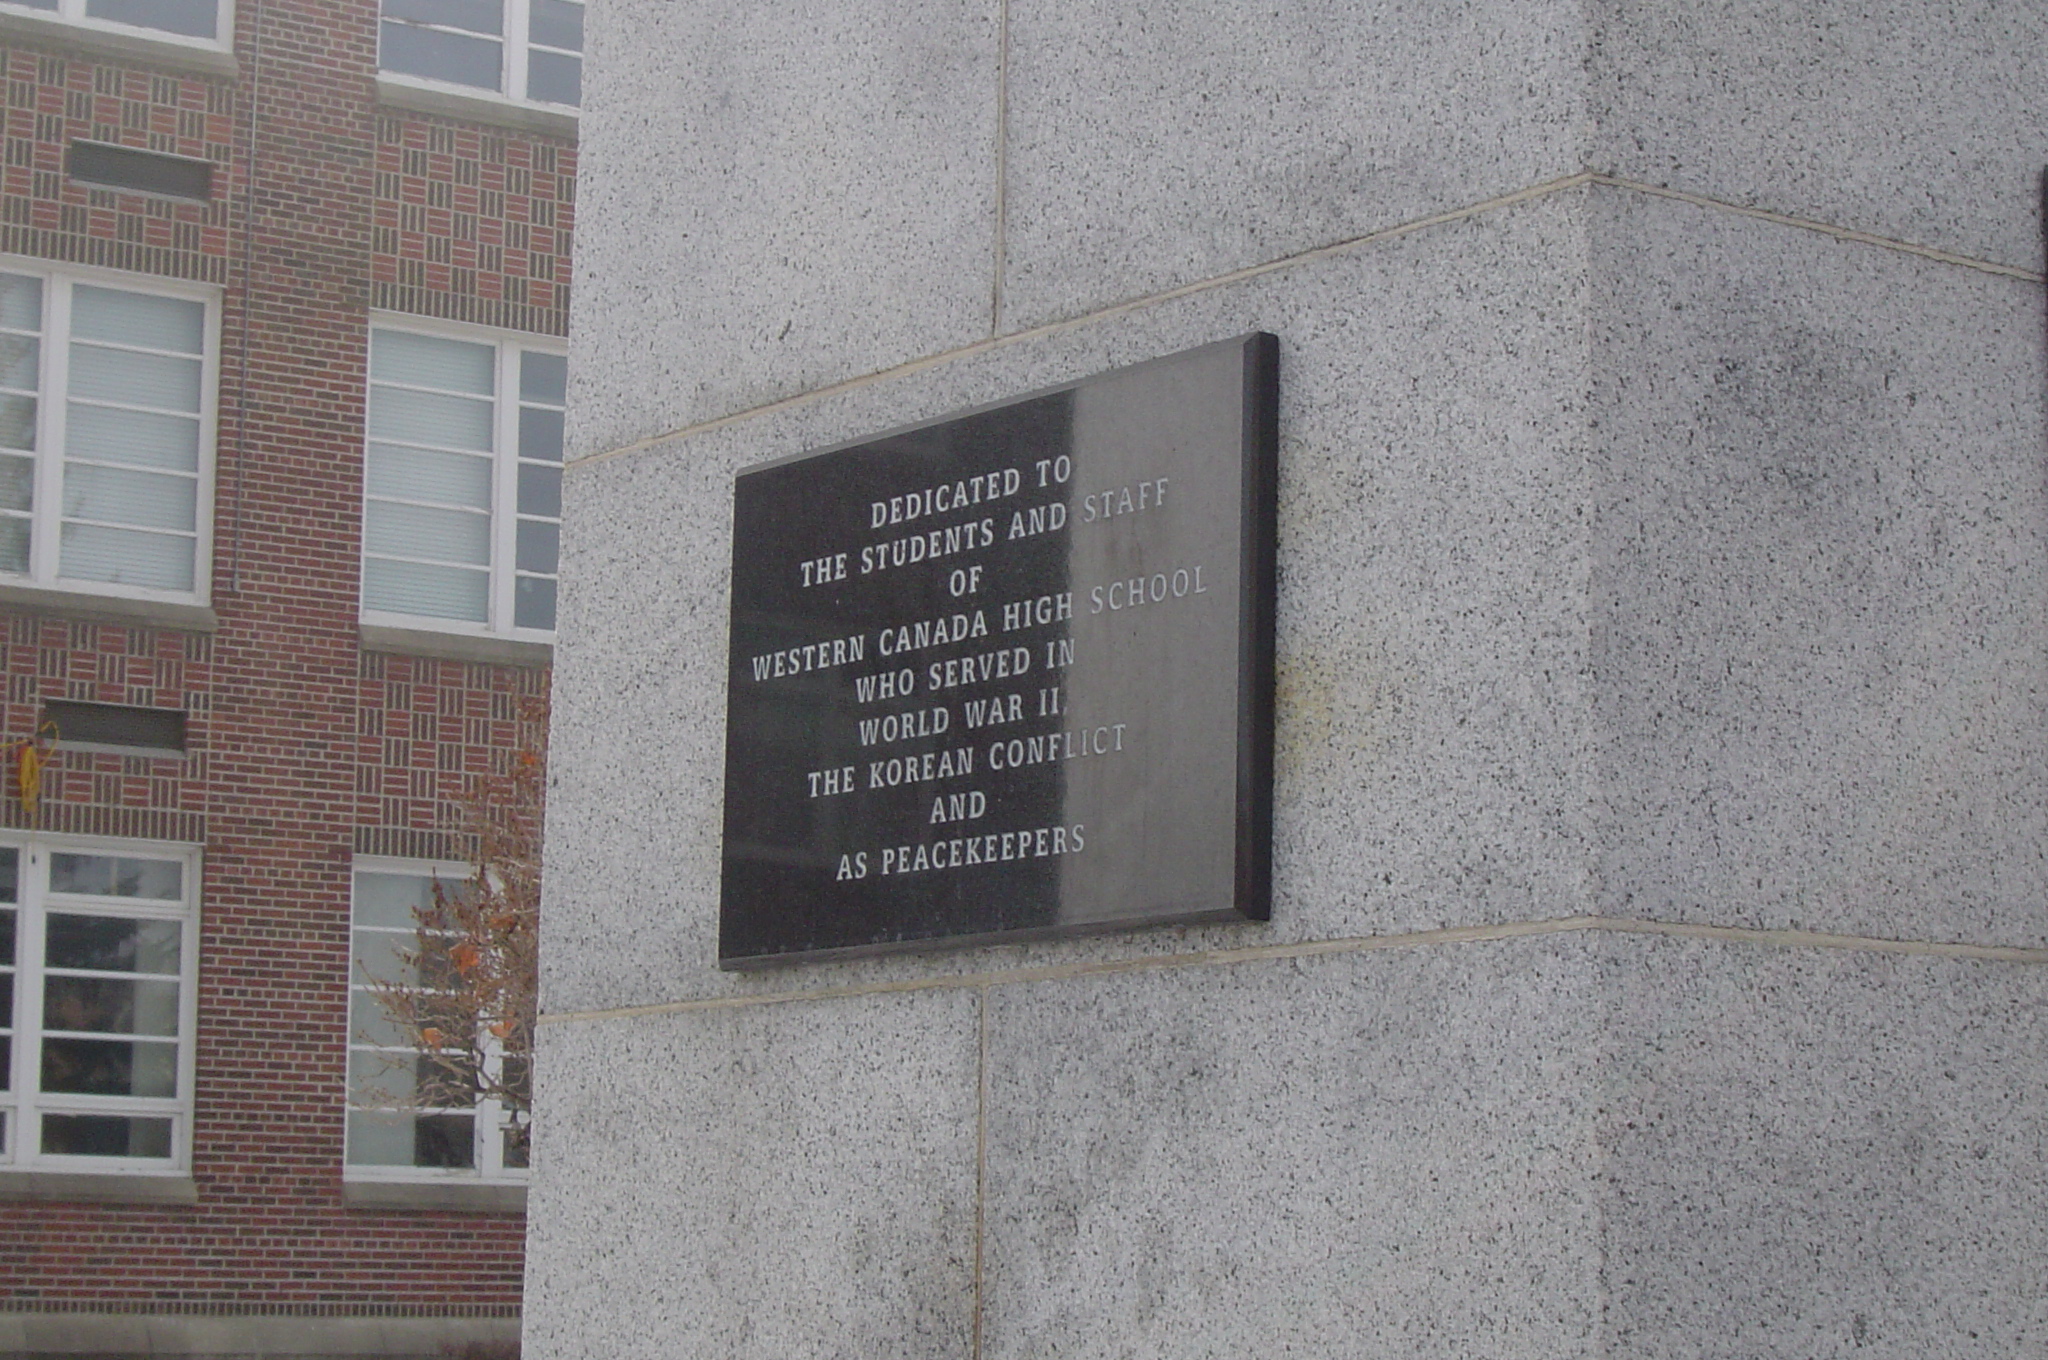 DEDICATED TO
THE STUDENTS AND STAFF
OF
WESTERN CANADA HIGH SCHOOL
WHO SERVED IN
WORLD WAR II,
THE KOREAN CONFLICT
AND
AS PEACEKEEPERS